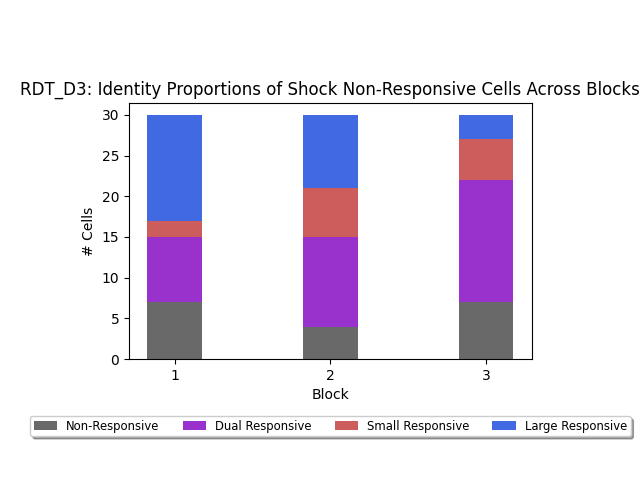 RDT_D3: Identity Proportions of Shock Non-Responsive Cells Across Blocks
30
25
20
15
10
5
0
# Cells
1 2 3
Block
Non-Responsive Dual Responsive Small Responsive Large Responsive